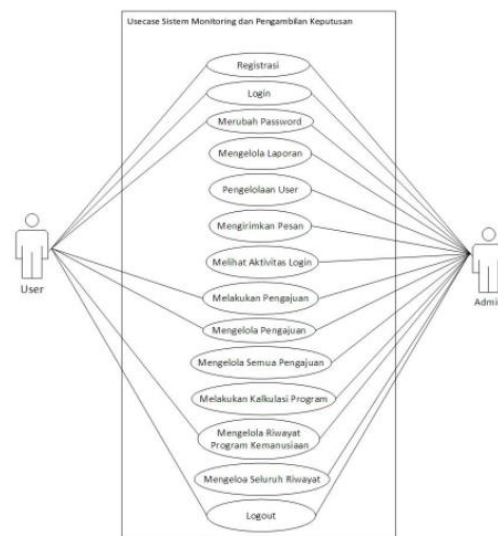 Usecase Sistem Monitoring dan Pengambilan Keputusan
Registrasi
Login
Merubah Password
Mengelola Laporan
Pengelolaan User
Mengirimkan Pesan
Melihat Aktivitas Login
User
Melakukan Pengajuan
Admin
Mengelola Pengajuan
Mengelola Semua Pengajuan
Melakukan Kalkulasi Program
Mengelola Riwayat
Program Kemanusiaan
Mengeloa Seluruh Riwayat
Logout